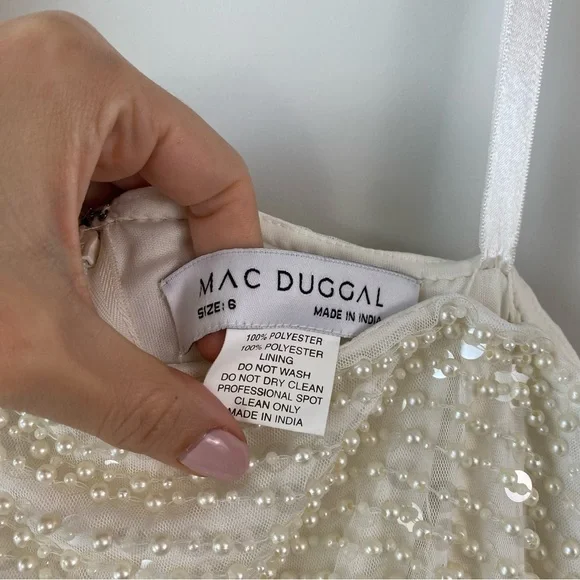 MAC DUGGAL
SIZE: 6 MADE IN INDIA
100% POLYESTER
100% POLYESTER
LINING
DO NOT WASH
DO NOT DRY CLEAN
PROFESSIONAL SPOT
CLEAN ONLY
MADE IN INDIA